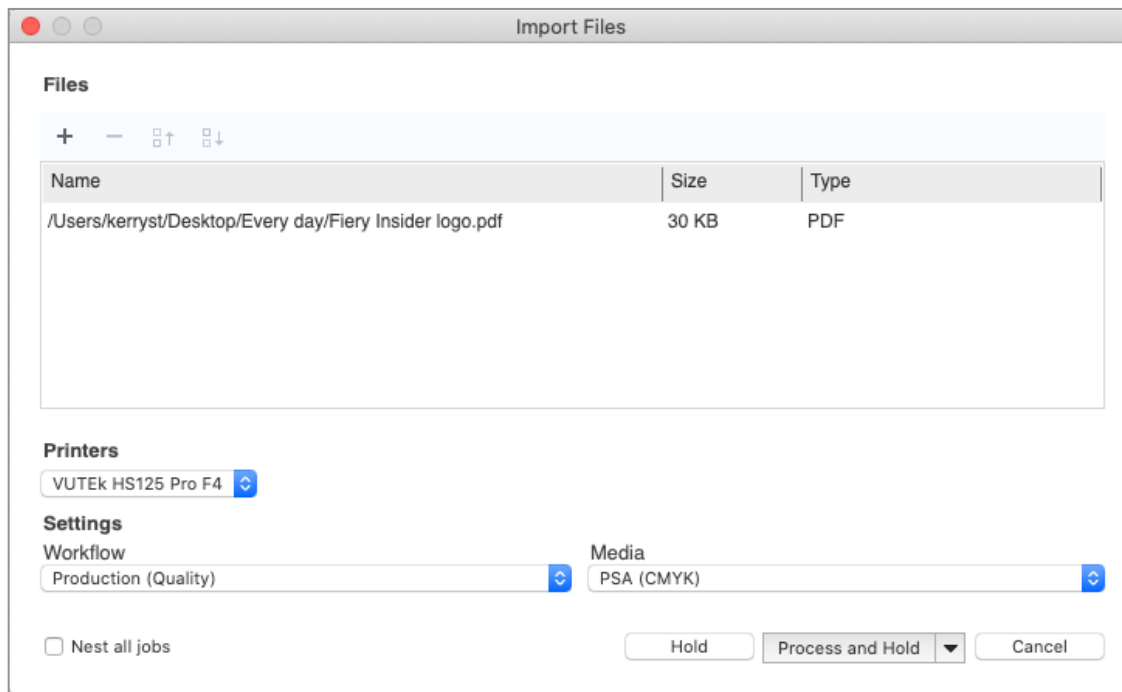 Import Files
Files
Name Size Type
/Users/kerryst/Desktop/Every day/Fiery Insider logo.pdf 30 KB PDF
Printers
VUTEk HS125 Pro F4
Settings
Workflow Media
Production (Quality) PSA (CMYK)
Nest all jobs Hold Process and Hold Cancel